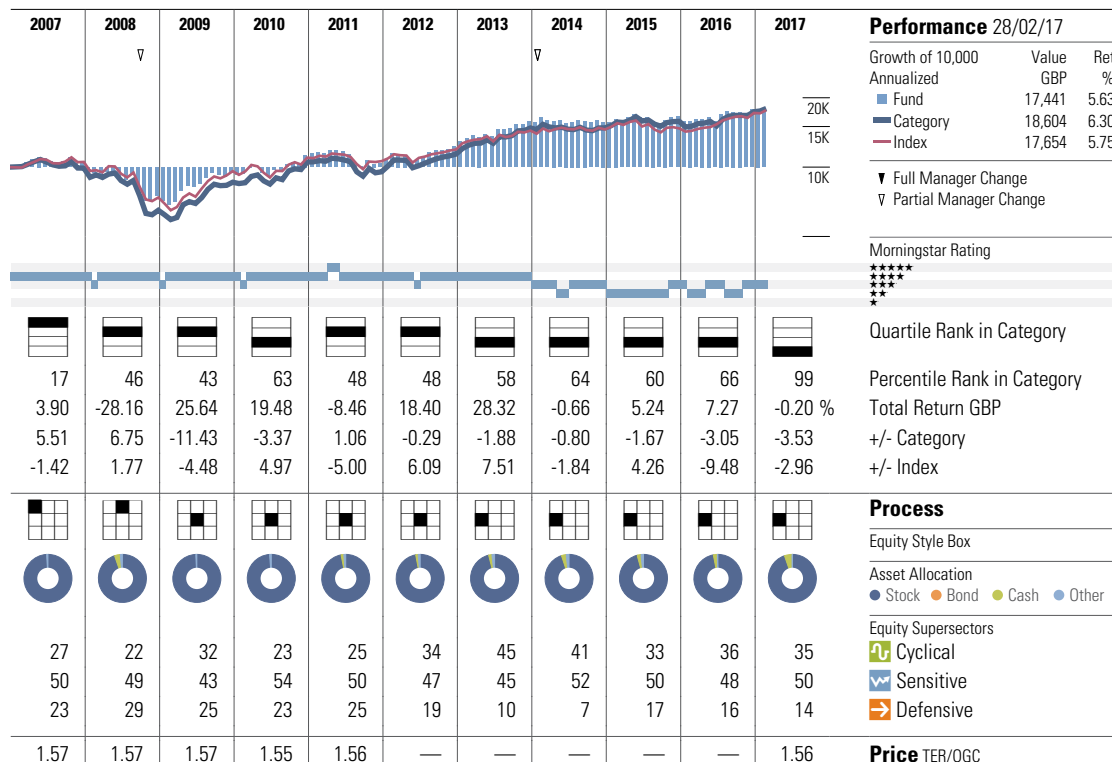 2007 2008 2009 2010 2011 2012 2013 2014 2015 2016 2017 Performance 28/02/17
Growth of 10,000 Value Ret
Annualized GBP %
Fund 17,441 5.63
Category 18,604 6.30
Index 17,654 5.75
20K
15K
10K
Full Manager Change
Partial Manager Change
Morningstar Rating
★★★★★
★★★★
★★★
★★
★
Quartile Rank in Category
17 46 43 63 48 48 58 64 60 66 99 Percentile Rank in Category
3.90 -28.16 25.64 19.48 -8.46 18.40 28.32 -0.66 5.24 7.27 -0.20 % Total Return GBP
5.51 6.75 -11.43 -3.37 1.06 -0.29 -1.88 -0.80 -1.67 -3.05 -3.53 +/- Category
-1.42 1.77 -4.48 4.97 -5.00 6.09 7.51 -1.84 4.26 -9.48 -2.96 +/- Index
Process
Equity Style Box
Asset Allocation
Stock Bond Cash Other
Equity Supersectors
27 22 32 23 25 34 45 41 33 36 35 Cyclical
50 49 43 54 50 47 45 52 50 48 50 Sensitive
23 29 25 23 25 19 10 7 17 16 14 Defensive
1.57 1.57 1.57 1.55 1.56 — — — — — 1.56 Price TER/OGC